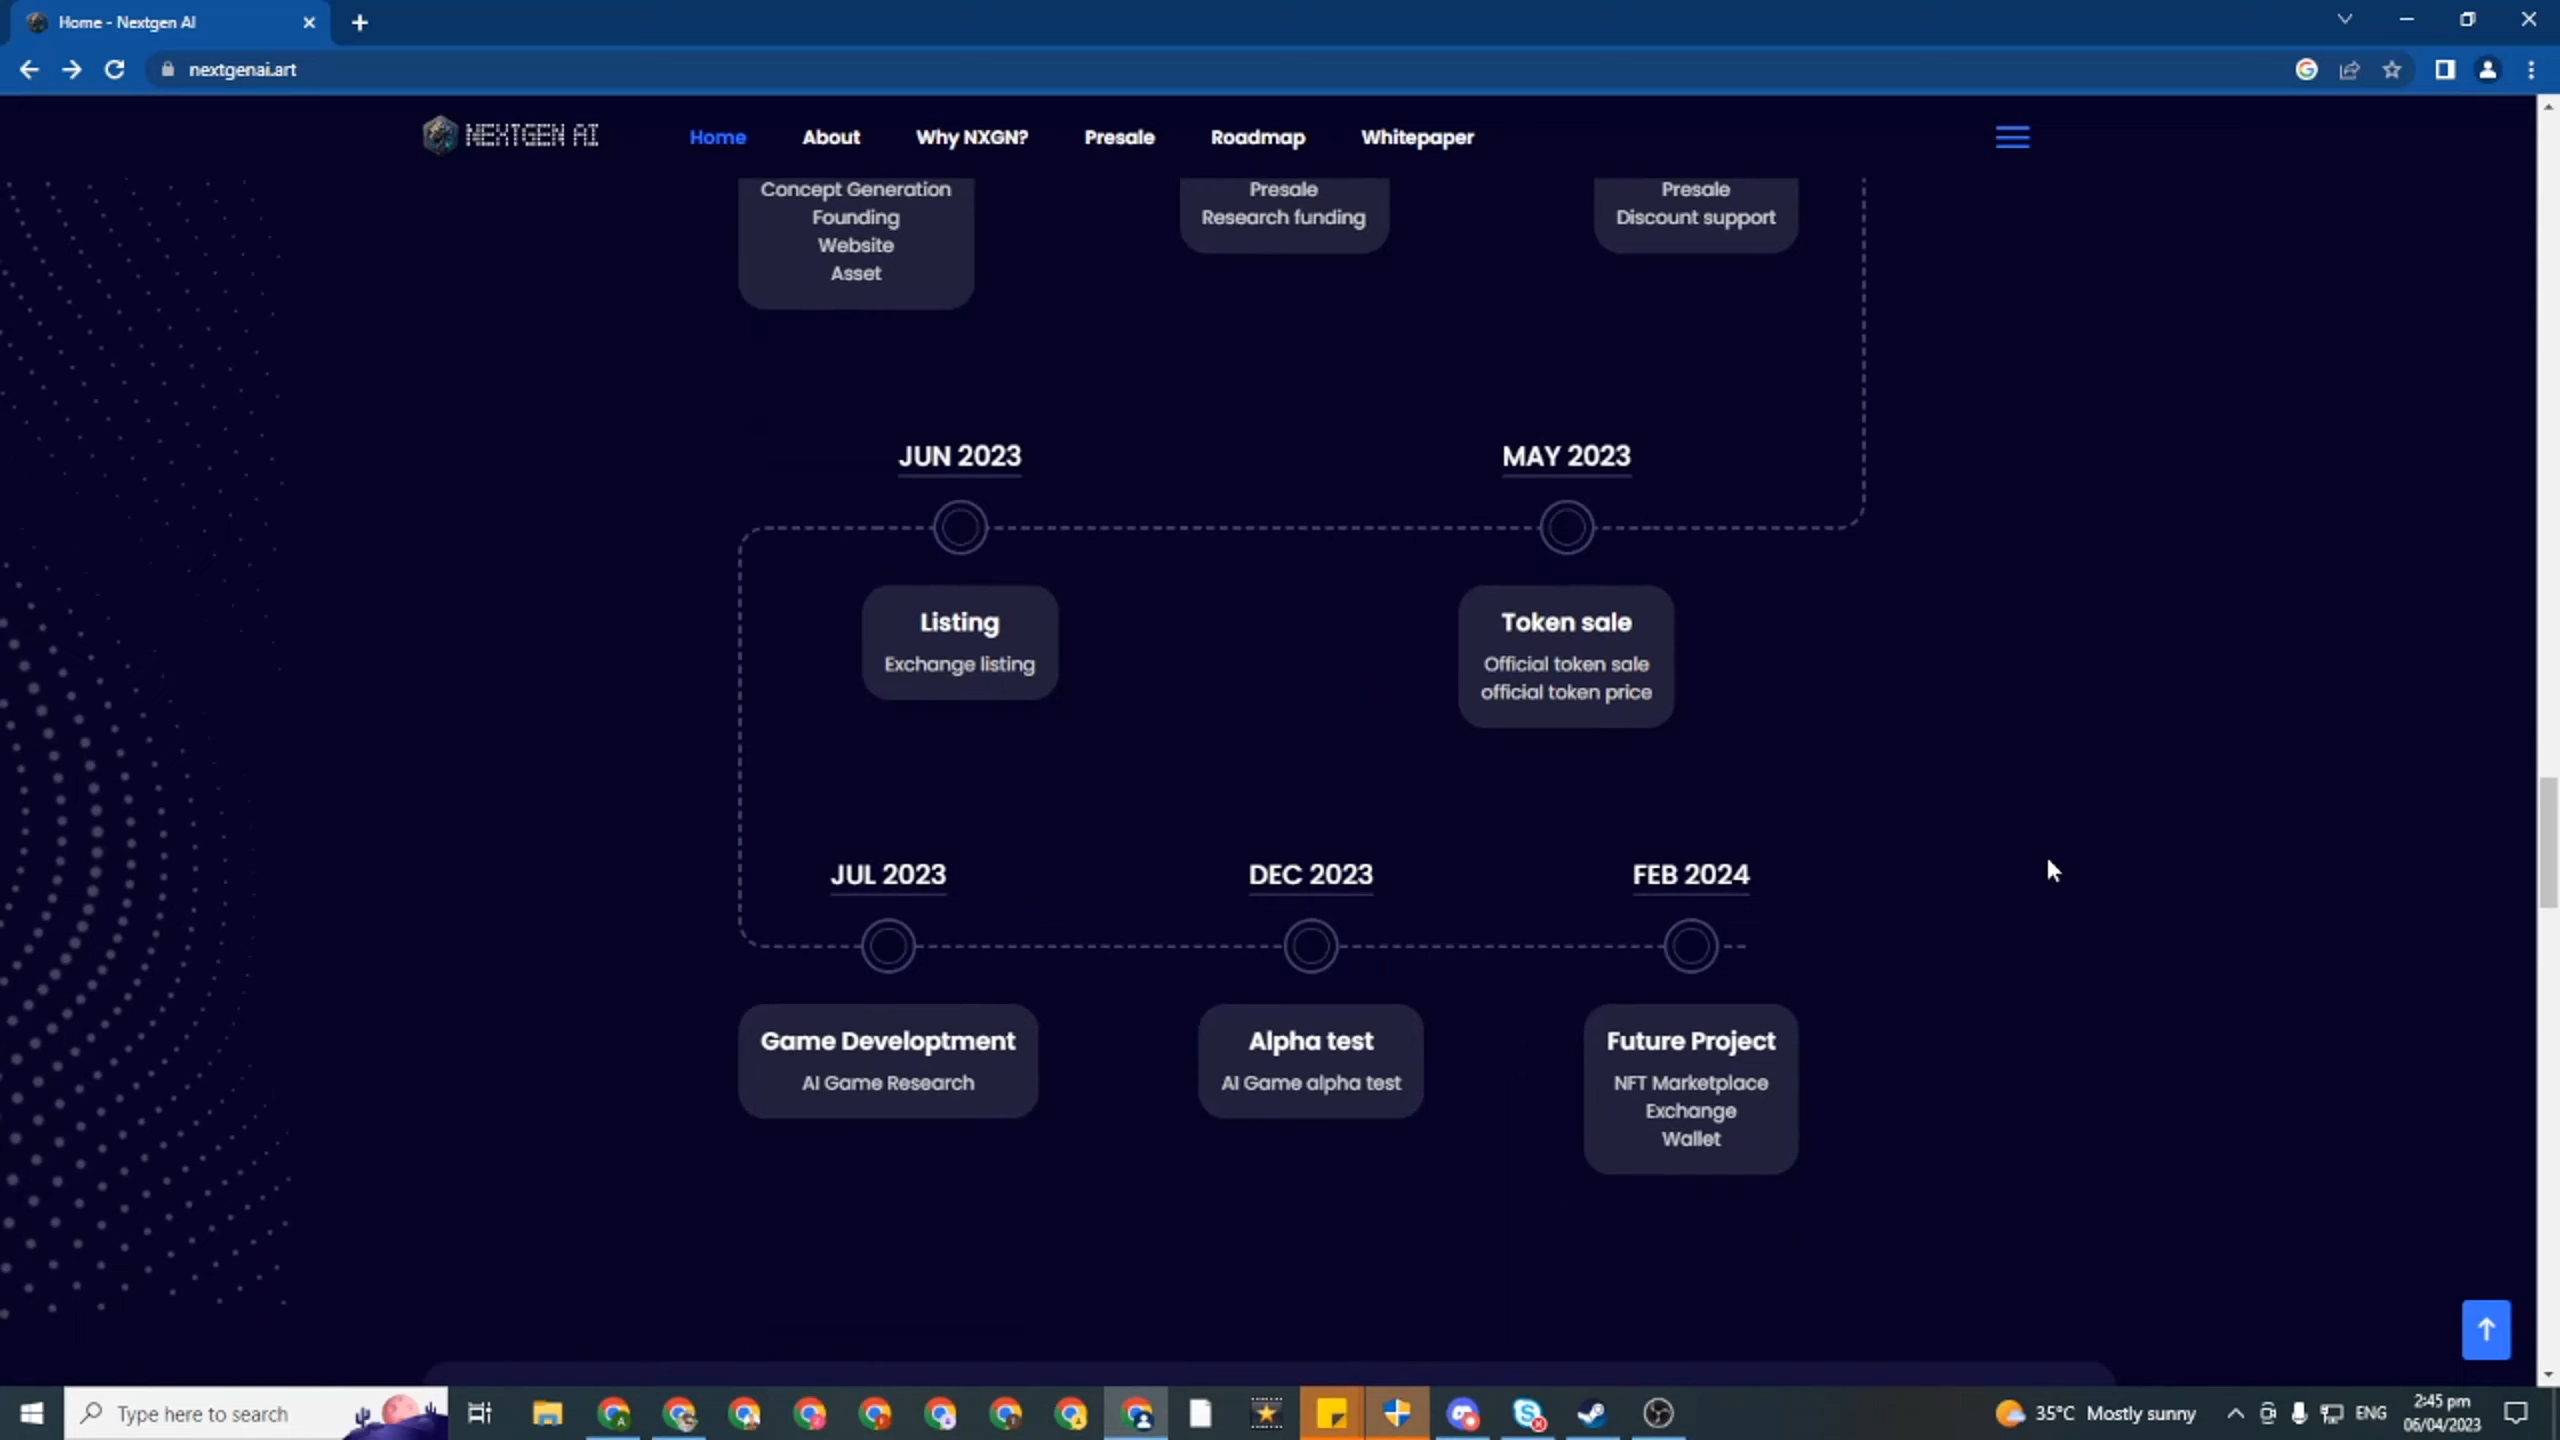 Home - Nextgen AI
nextgenai.art
NEXTGEN AI
Home
About
Why NXGN?
Presale
Roadmap
Whitepaper
Concept Generation
Founding
Website
Asset
Presale
Research funding
Presale
Discount support
JUN 2023
MAY 2023
Listing
Exchange listing
Token sale
Official token sale
official token price
JUL 2023
DEC 2023
FEB 2024
Game Developtment
AI Game Research
Alpha test
AI Game alpha test
Future Project
NFT Marketplace
Exchange
Wallet
Type here to search
35°C Mostly sunny
ENG
2:45 pm
06/04/2023